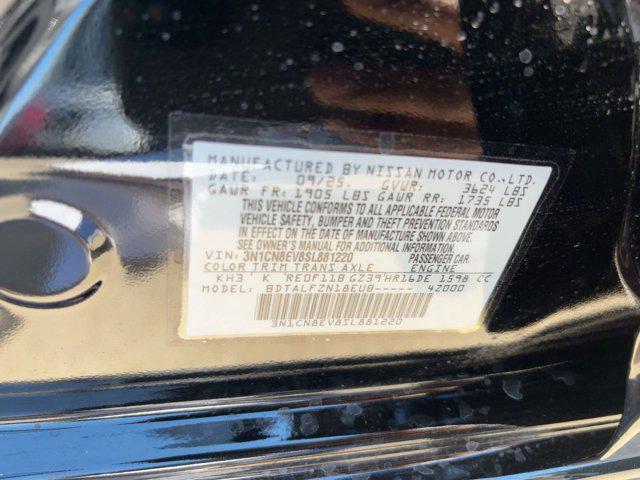 MANUFACTURED BY NISSAN MOTOR CO.,LTD.
DATE: 09/25 GVWR: 3624 LBS
GAWR FR: 1905 LBS GAWR RR: 1735 LBS
THIS VEHICLE CONFORMS TO ALL APPLICABLE FEDERAL MOTOR
VEHICLE SAFETY, BUMPER AND THEFT PREVENTION STANDARDS
IN EFFECT ON THE DATE OF MANUFACTURE SHOWN ABOVE.
SEE OWNER'S MANUAL FOR ADDITIONAL INFORMATION.
VIN: 3N1CN8EV8SL881220 PASSENGER CAR
COLOR TRIM TRANS AXLE ENGINE
KH3 K RE0F11B GZ39 HR16DE 1598 CC
MODEL: BDTALFZN18EUB----- 42000
3N1CN8EV8SL881220